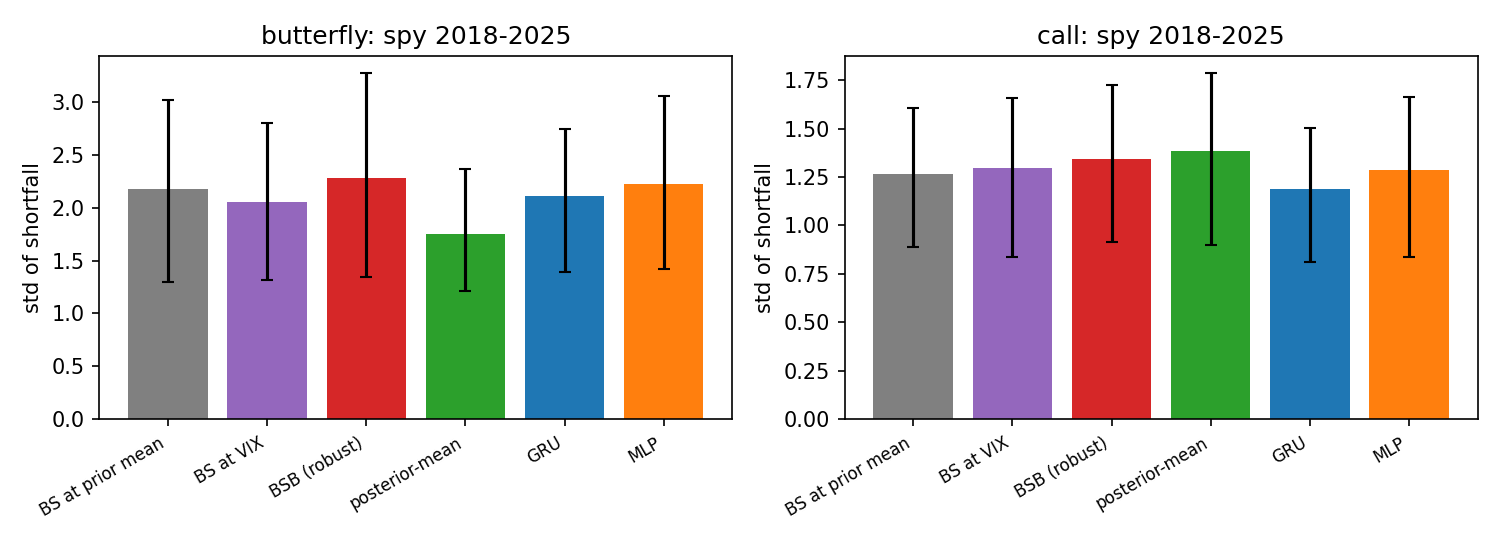 butterfly: spy 2018-2025
std of shortfall
3.0
2.5
2.0
1.5
1.0
0.5
0.0
BS at prior mean
BS at VIX
BSB (robust)
posterior-mean
GRU
MLP
call: spy 2018-2025
std of shortfall
1.75
1.50
1.25
1.00
0.75
0.50
0.25
0.00
BS at prior mean
BS at VIX
BSB (robust)
posterior-mean
GRU
MLP